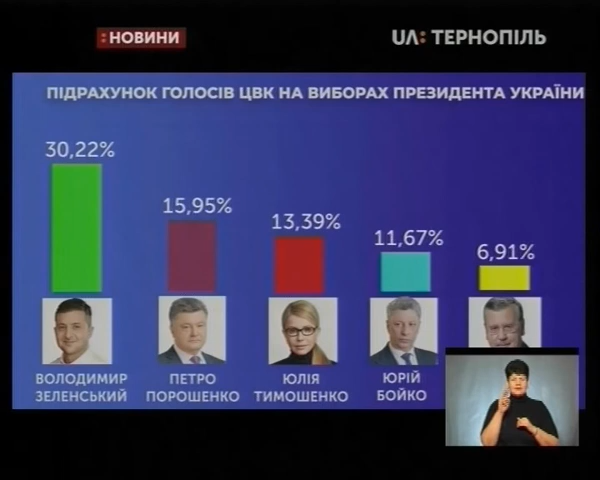 :НОВИНИ
UA: ТЕРНОПІЛЬ
ПІДРАХУНОК ГОЛОСІВ ЦВК НА ВИБОРАХ ПРЕЗИДЕНТА УКРАЇНИ
30,22%
15,95%
13,39%
11,67%
6,91%
ВОЛОДИМИР
ЗЕЛЕНСЬКИЙ
ПЕТРО
ПОРОШЕНКО
ЮЛІЯ
ТИМОШЕНКО
ЮРІЙ
БОЙКО